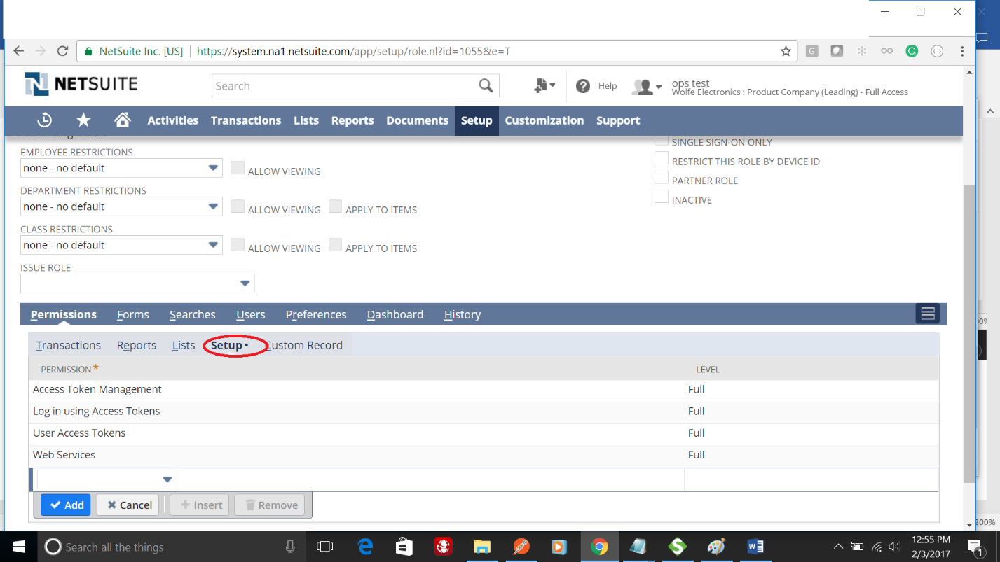 NetSuite Inc. [US] https://system.na1.netsuite.com/app/setup/role.nl?id=1055&e=T
NETSUITE
Search
Help
ops test
Wolfe Electronics : Product Company (Leading) - Full Access
Activities Transactions Lists Reports Documents Setup Customization Support
Accounting Center
SINGLE SIGN-ON ONLY
EMPLOYEE RESTRICTIONS
none - no default
ALLOW VIEWING
RESTRICT THIS ROLE BY DEVICE ID
PARTNER ROLE
DEPARTMENT RESTRICTIONS
none - no default
ALLOW VIEWING APPLY TO ITEMS
INACTIVE
CLASS RESTRICTIONS
none - no default
ALLOW VIEWING APPLY TO ITEMS
ISSUE ROLE
Permissions Forms Searches Users Preferences Dashboard History
Transactions Reports Lists Setup • Custom Record
PERMISSION * LEVEL
Access Token Management Full
Log in using Access Tokens Full
User Access Tokens Full
Web Services Full
Add Cancel Insert Remove
200%
Search all the things
12:55 PM
2/3/2017
1